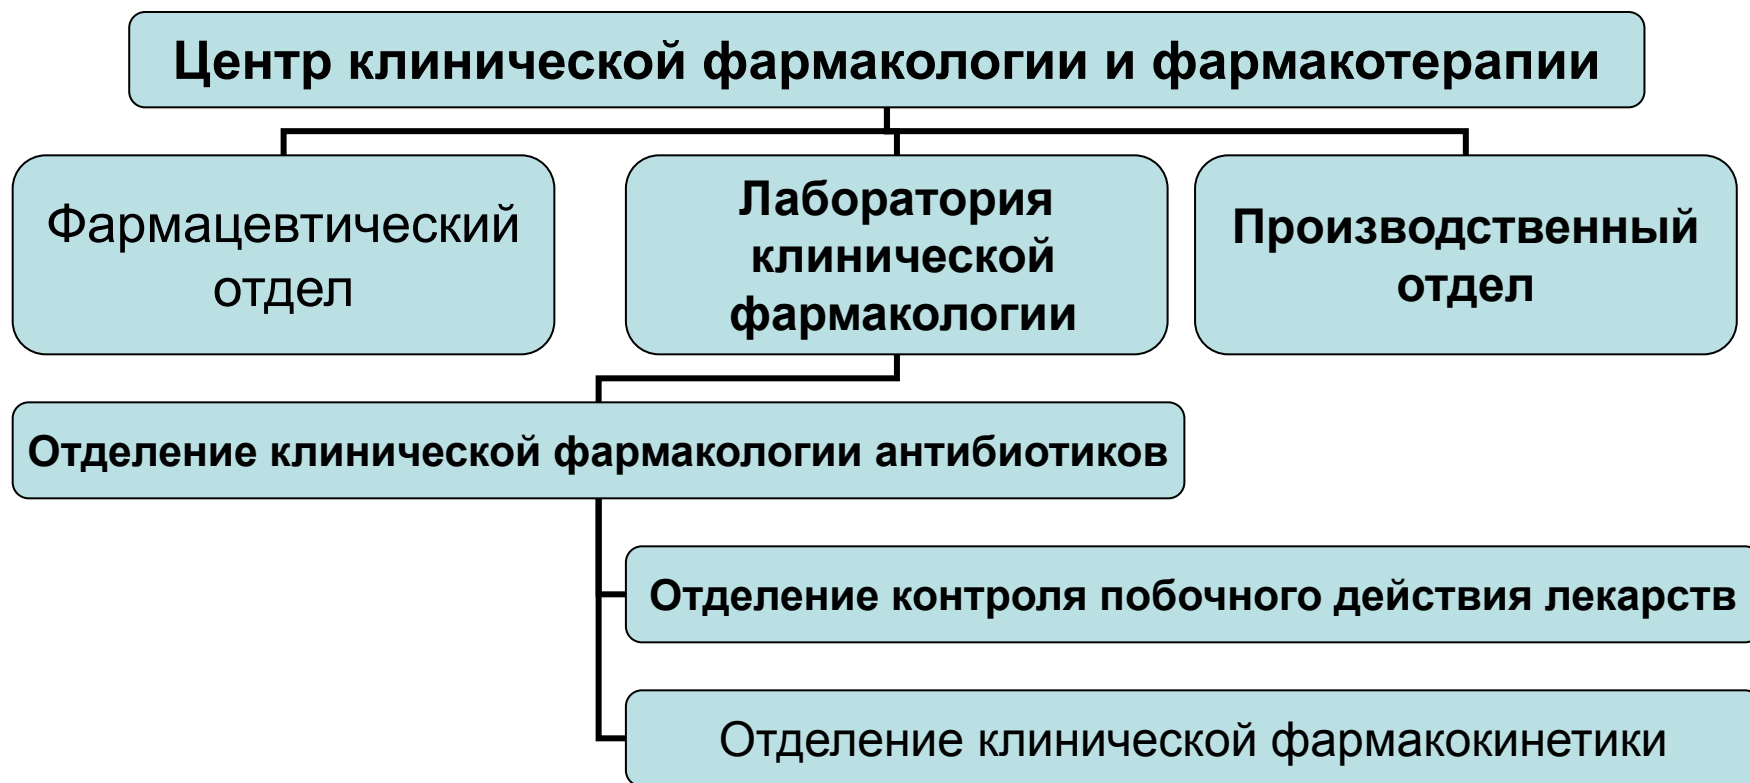 Центр клинической фармакологии и фармакотерапии
Фармацевтический
отдел
Лаборатория
клинической
фармакологии
Производственный
отдел
Отделение клинической фармакологии антибиотиков
Отделение контроля побочного действия лекарств
Отделение клинической фармакокинетики